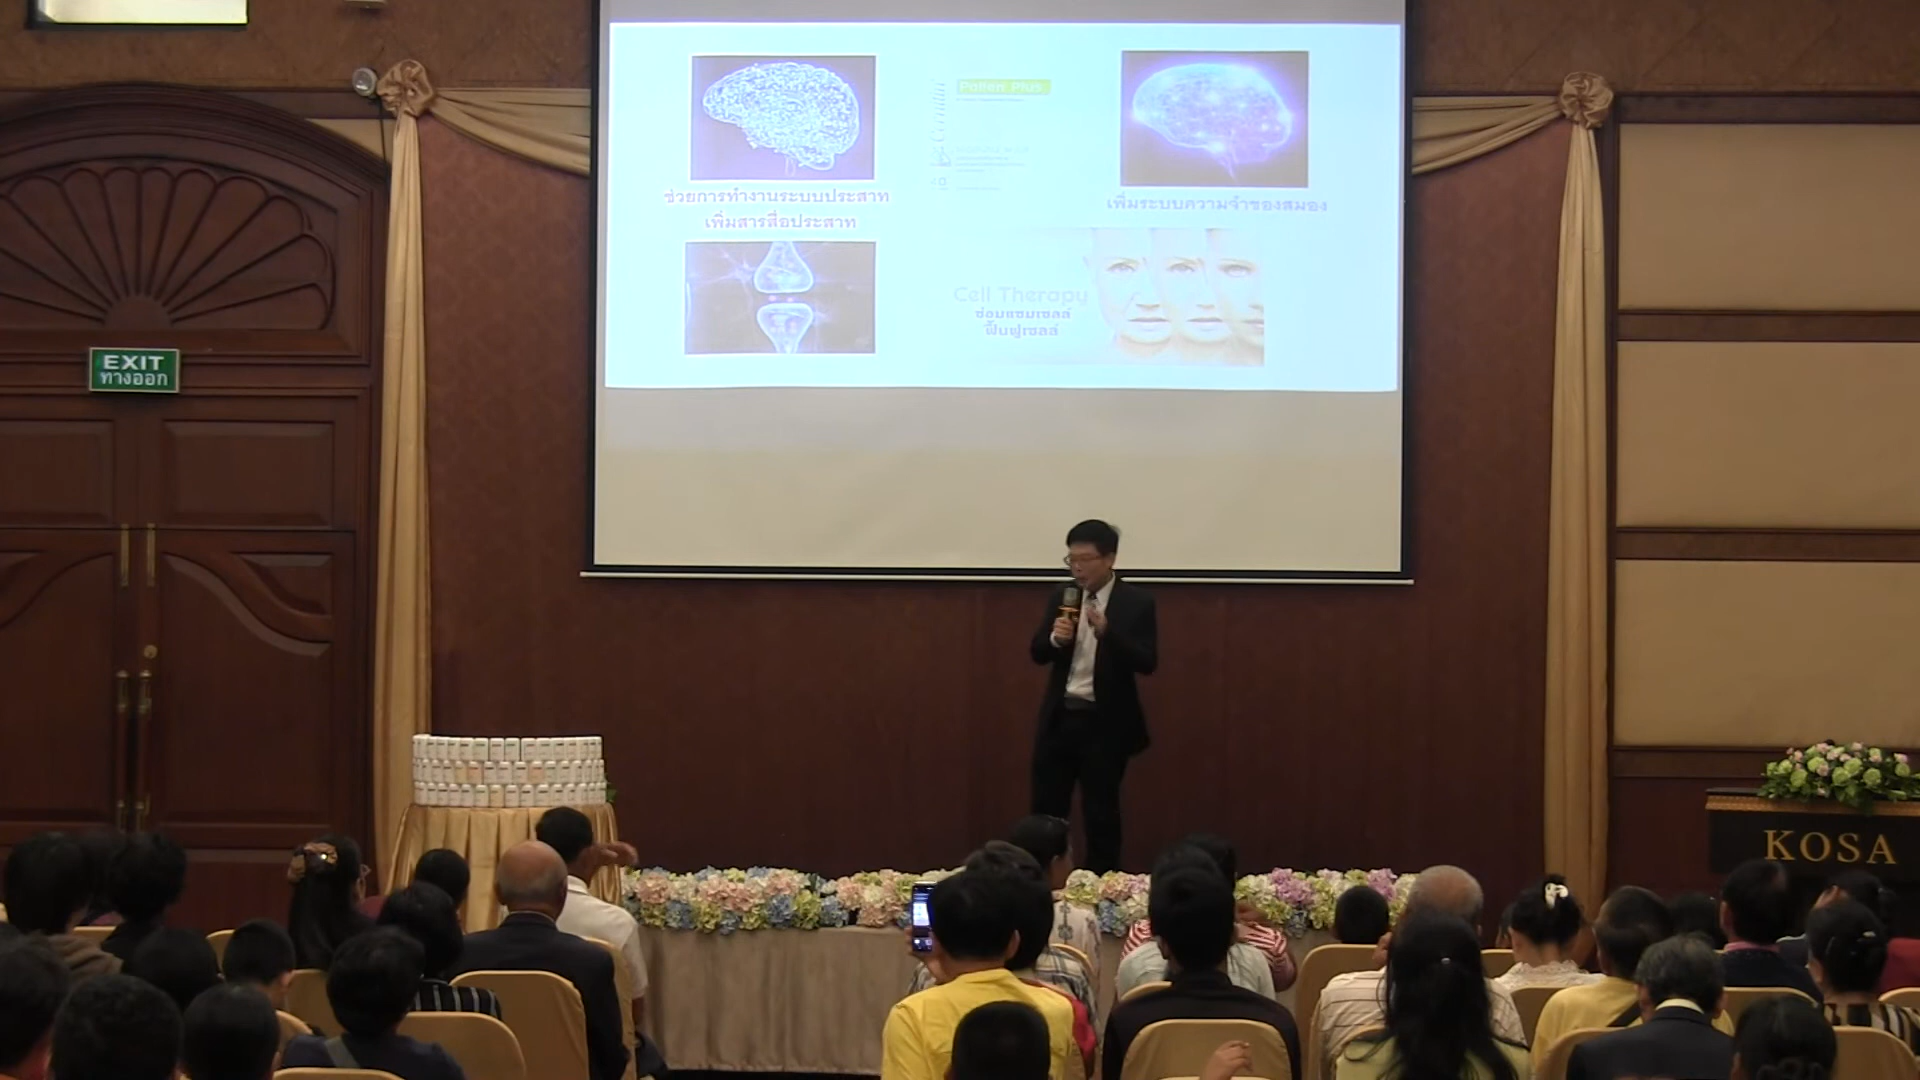 Pollen Plus
ช่วยการทำงานระบบประสาท
เพิ่มสารสื่อประสาท
เพิ่มระบบความจำของสมอง
Cell Therapy
ซ่อมแซมเซลล์
ฟื้นฟูเซลล์
EXIT
ทางออก
KOSA